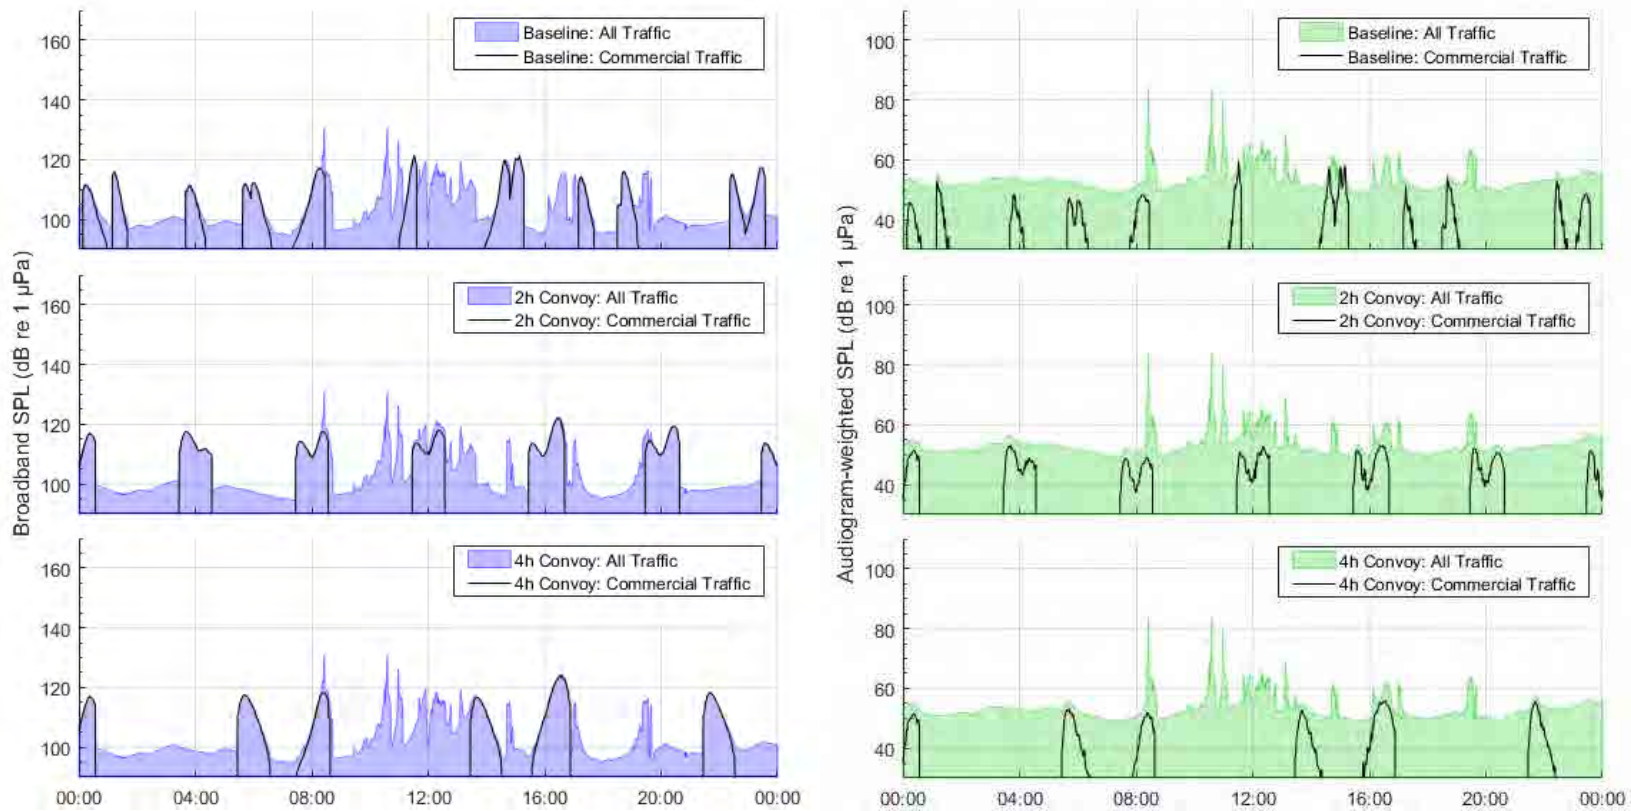 Broadband SPL (dB re 1 µPa)
160
140
120
100
Baseline: All Traffic
Baseline: Commercial Traffic
160
140
120
100
2h Convoy: All Traffic
2h Convoy: Commercial Traffic
160
140
120
100
4h Convoy: All Traffic
4h Convoy: Commercial Traffic
00:00 04:00 08:00 12:00 16:00 20:00 00:00
Audiogram-weighted SPL (dB re 1 µPa)
100
80
60
40
Baseline: All Traffic
Baseline: Commercial Traffic
100
80
60
40
2h Convoy: All Traffic
2h Convoy: Commercial Traffic
100
80
60
40
4h Convoy: All Traffic
4h Convoy: Commercial Traffic
00:00 04:00 08:00 12:00 16:00 20:00 00:00